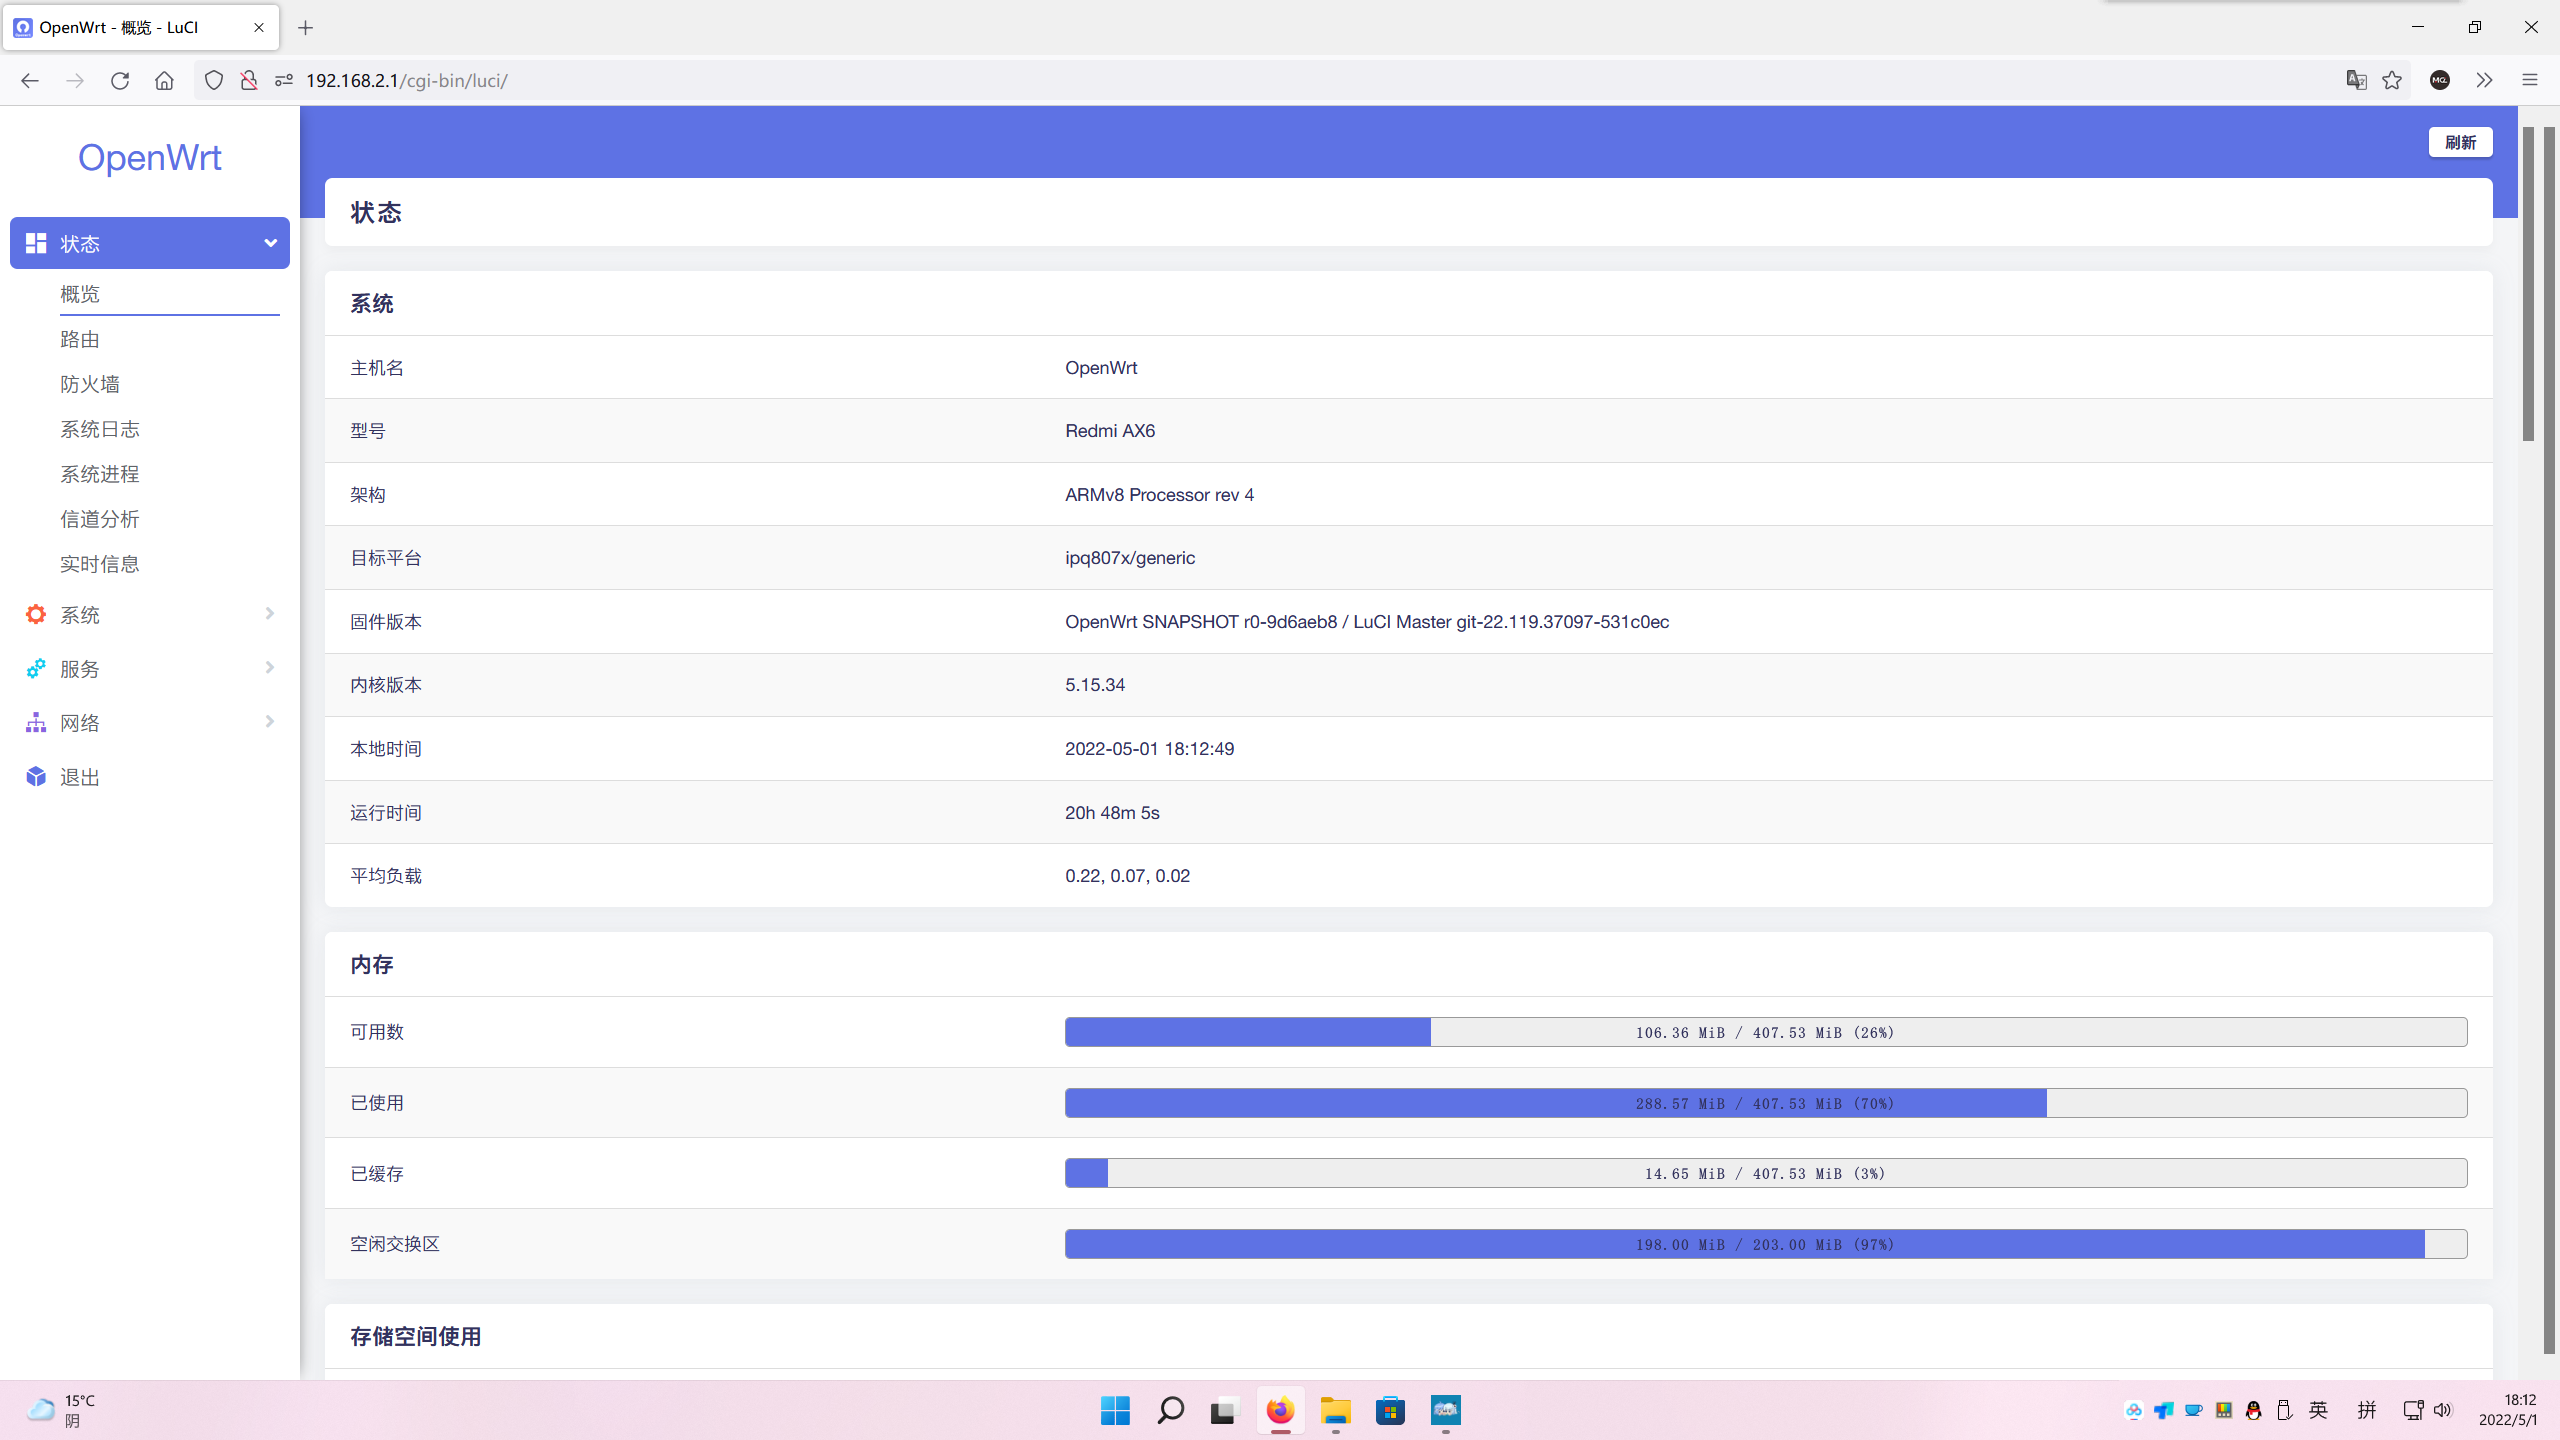 OpenWrt - 概览 - LuCI
192.168.2.1/cgi-bin/luci/
OpenWrt
刷新
状态
概览
路由
防火墙
系统日志
系统进程
信道分析
实时信息
系统
服务
网络
退出
状态
系统
主机名 OpenWrt
型号 Redmi AX6
架构 ARMv8 Processor rev 4
目标平台 ipq807x/generic
固件版本 OpenWrt SNAPSHOT r0-9d6aeb8 / LuCI Master git-22.119.37097-531c0ec
内核版本 5.15.34
本地时间 2022-05-01 18:12:49
运行时间 20h 48m 5s
平均负载 0.22, 0.07, 0.02
内存
可用数 106.36 MiB / 407.53 MiB (26%)
已使用 288.57 MiB / 407.53 MiB (70%)
已缓存 14.65 MiB / 407.53 MiB (3%)
空闲交换区 198.00 MiB / 203.00 MiB (97%)
存储空间使用
15°C
阴
英 拼
18:12
2022/5/1